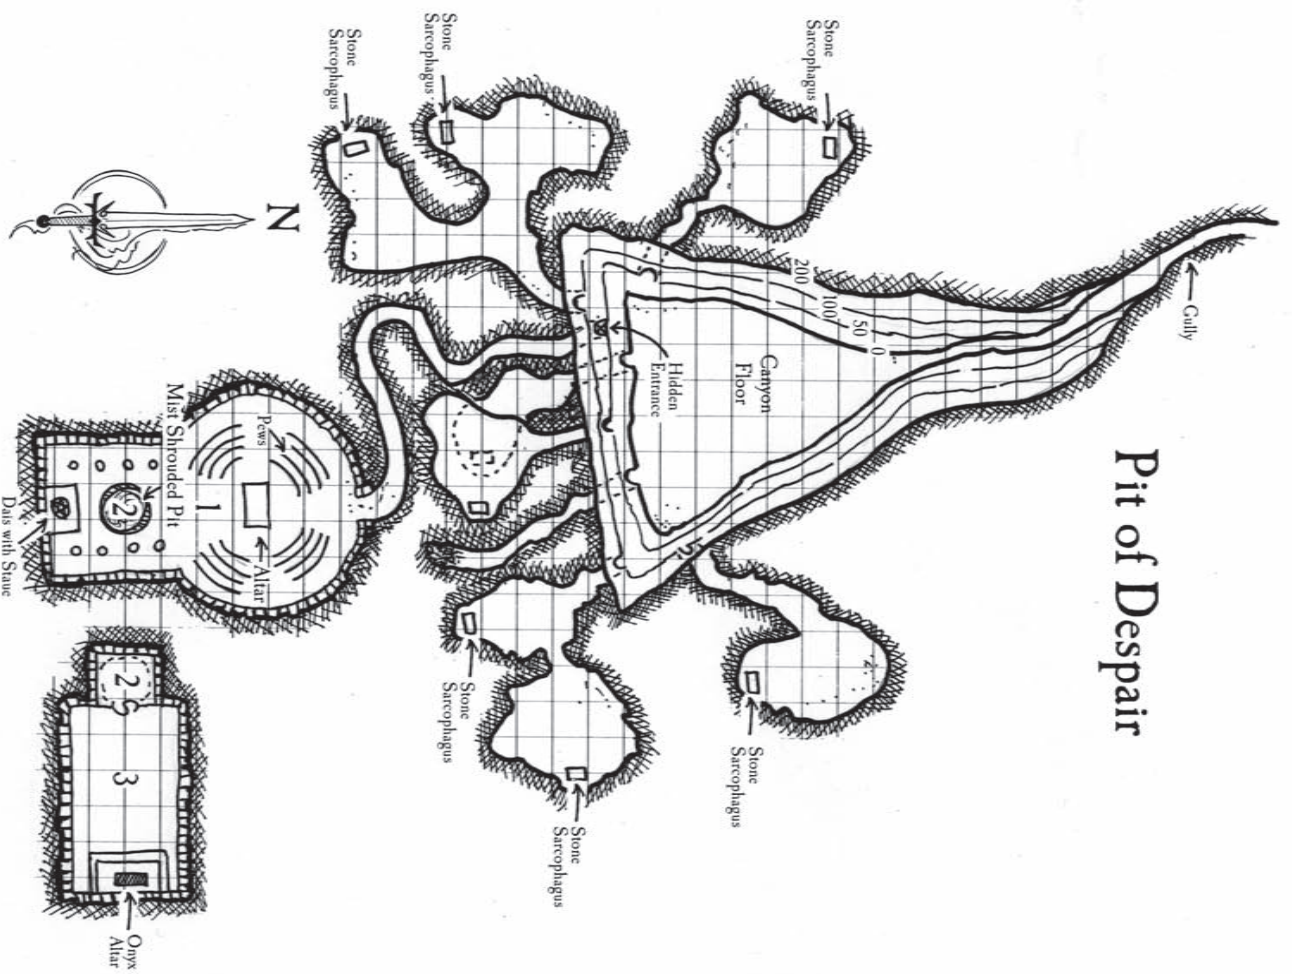 Pit of Despair
Stone
Sarcophagus
Stone
Sarcophagus
Stone
Sarcophagus
Gully
200
100
50
0
Canyon
Floor
Hidden
Entrance
N
Stone
Sarcophagus
Stone
Sarcophagus
Stone
Sarcophagus
Mist Shrouded Pit
Pews
Altar
1
2
Dais with Staue
2
S
3
Onyx
Altar